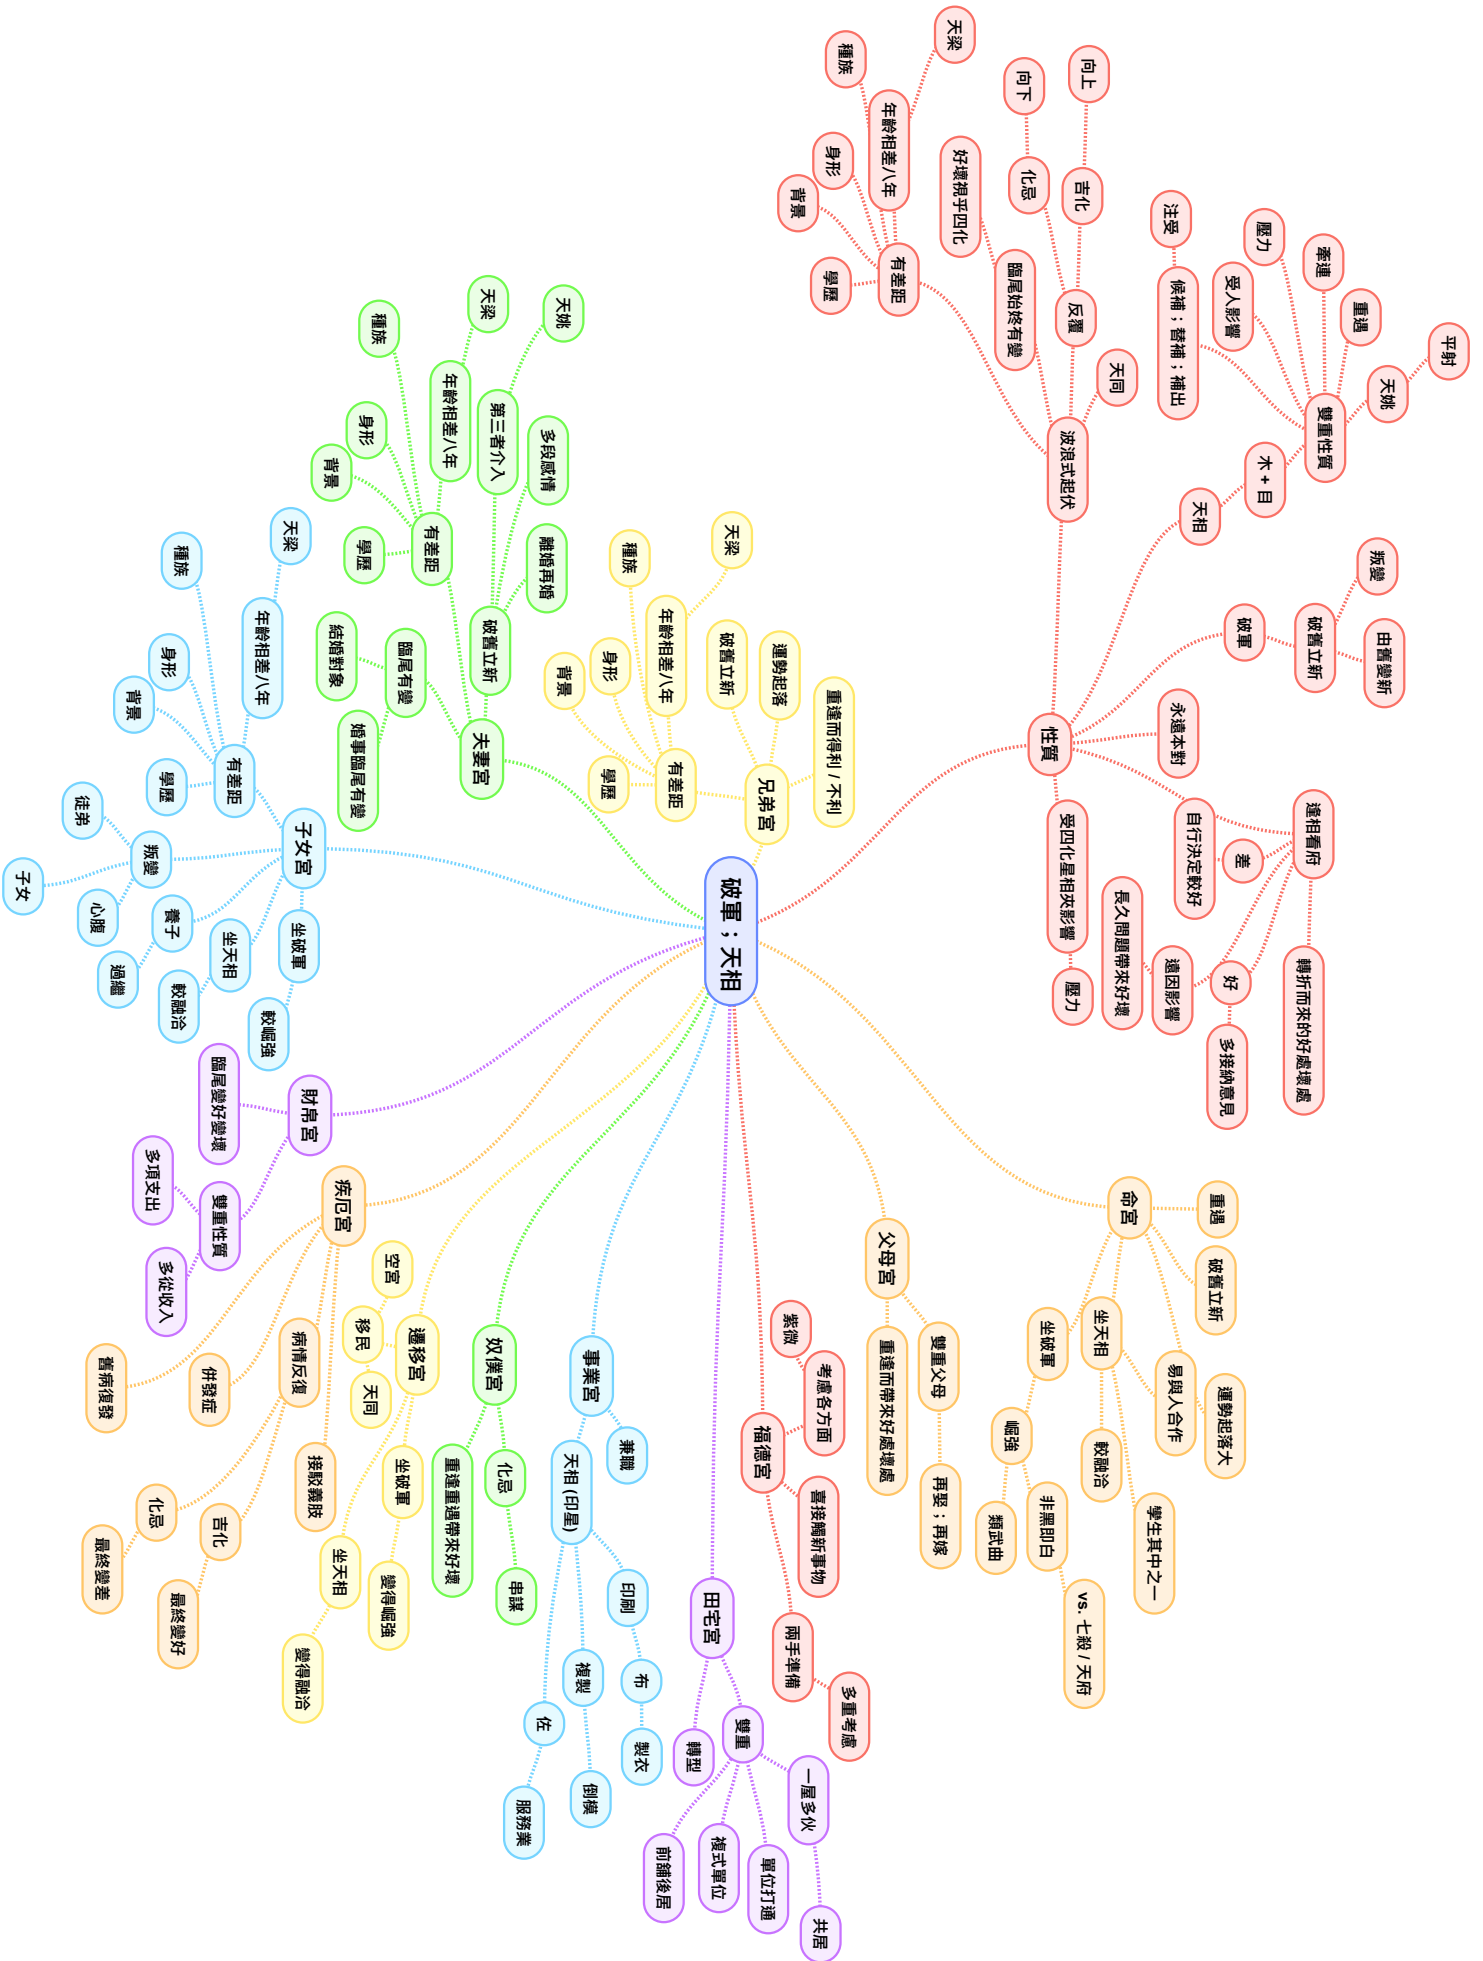 破軍；天相
性質
波浪式起伏
有差距
學歷
背景
身形
年齡相差八年
種族
天梁
臨尾始終有變
好壞視乎四化
反覆
化忌
向下
吉化
向上
天同
天相
木 + 目
雙重性質
候補；替補；補出
注受
受人影響
壓力
牽連
重遇
天姚
平射
破軍
破舊立新
叛變
由舊變新
永遠本對
逢相看府
自行決定較好
差
遠因影響
長久問題帶來好壞
好
多接納意見
轉折而來的好處壞處
受四化星相夾影響
壓力
命宮
重遇
破舊立新
運勢起落大
易與人合作
坐天相
較融洽
孿生其中之一
坐破軍
崛強
非黑即白
vs. 七殺 / 天府
類武曲
父母宮
雙重父母
再娶；再嫁
重逢而帶來好處壞處
福德宮
考慮各方面
紫微
喜接觸新事物
兩手準備
多重考慮
田宅宮
雙重
一屋多伙
共居
單位打通
複式單位
前舖後居
轉型
事業宮
兼職
天相 (印星)
印刷
布
製衣
複製
倒模
佐
服務業
奴僕宮
化忌
串謀
重逢重遇帶來好壞
遷移宮
移民
空宮
天同
坐破軍
變得崛強
坐天相
變得融洽
疾厄宮
接駁義肢
病情反復
吉化
最終變好
化忌
最終變差
併發症
舊病復發
財帛宮
臨尾變好變壞
雙重性質
多項支出
多從收入
子女宮
有差距
學歷
背景
身形
種族
年齡相差八年
天梁
叛變
徒弟
子女
心腹
養子
過繼
坐天相
較融洽
坐破軍
較崛強
夫妻宮
臨尾有變
結婚對象
婚事臨尾有變
有差距
學歷
背景
身形
種族
年齡相差八年
天梁
破舊立新
第三者介入
天姚
多段感情
離婚再婚
兄弟宮
有差距
學歷
背景
身形
種族
年齡相差八年
天梁
破舊立新
運勢起落
重逢而得利 / 不利